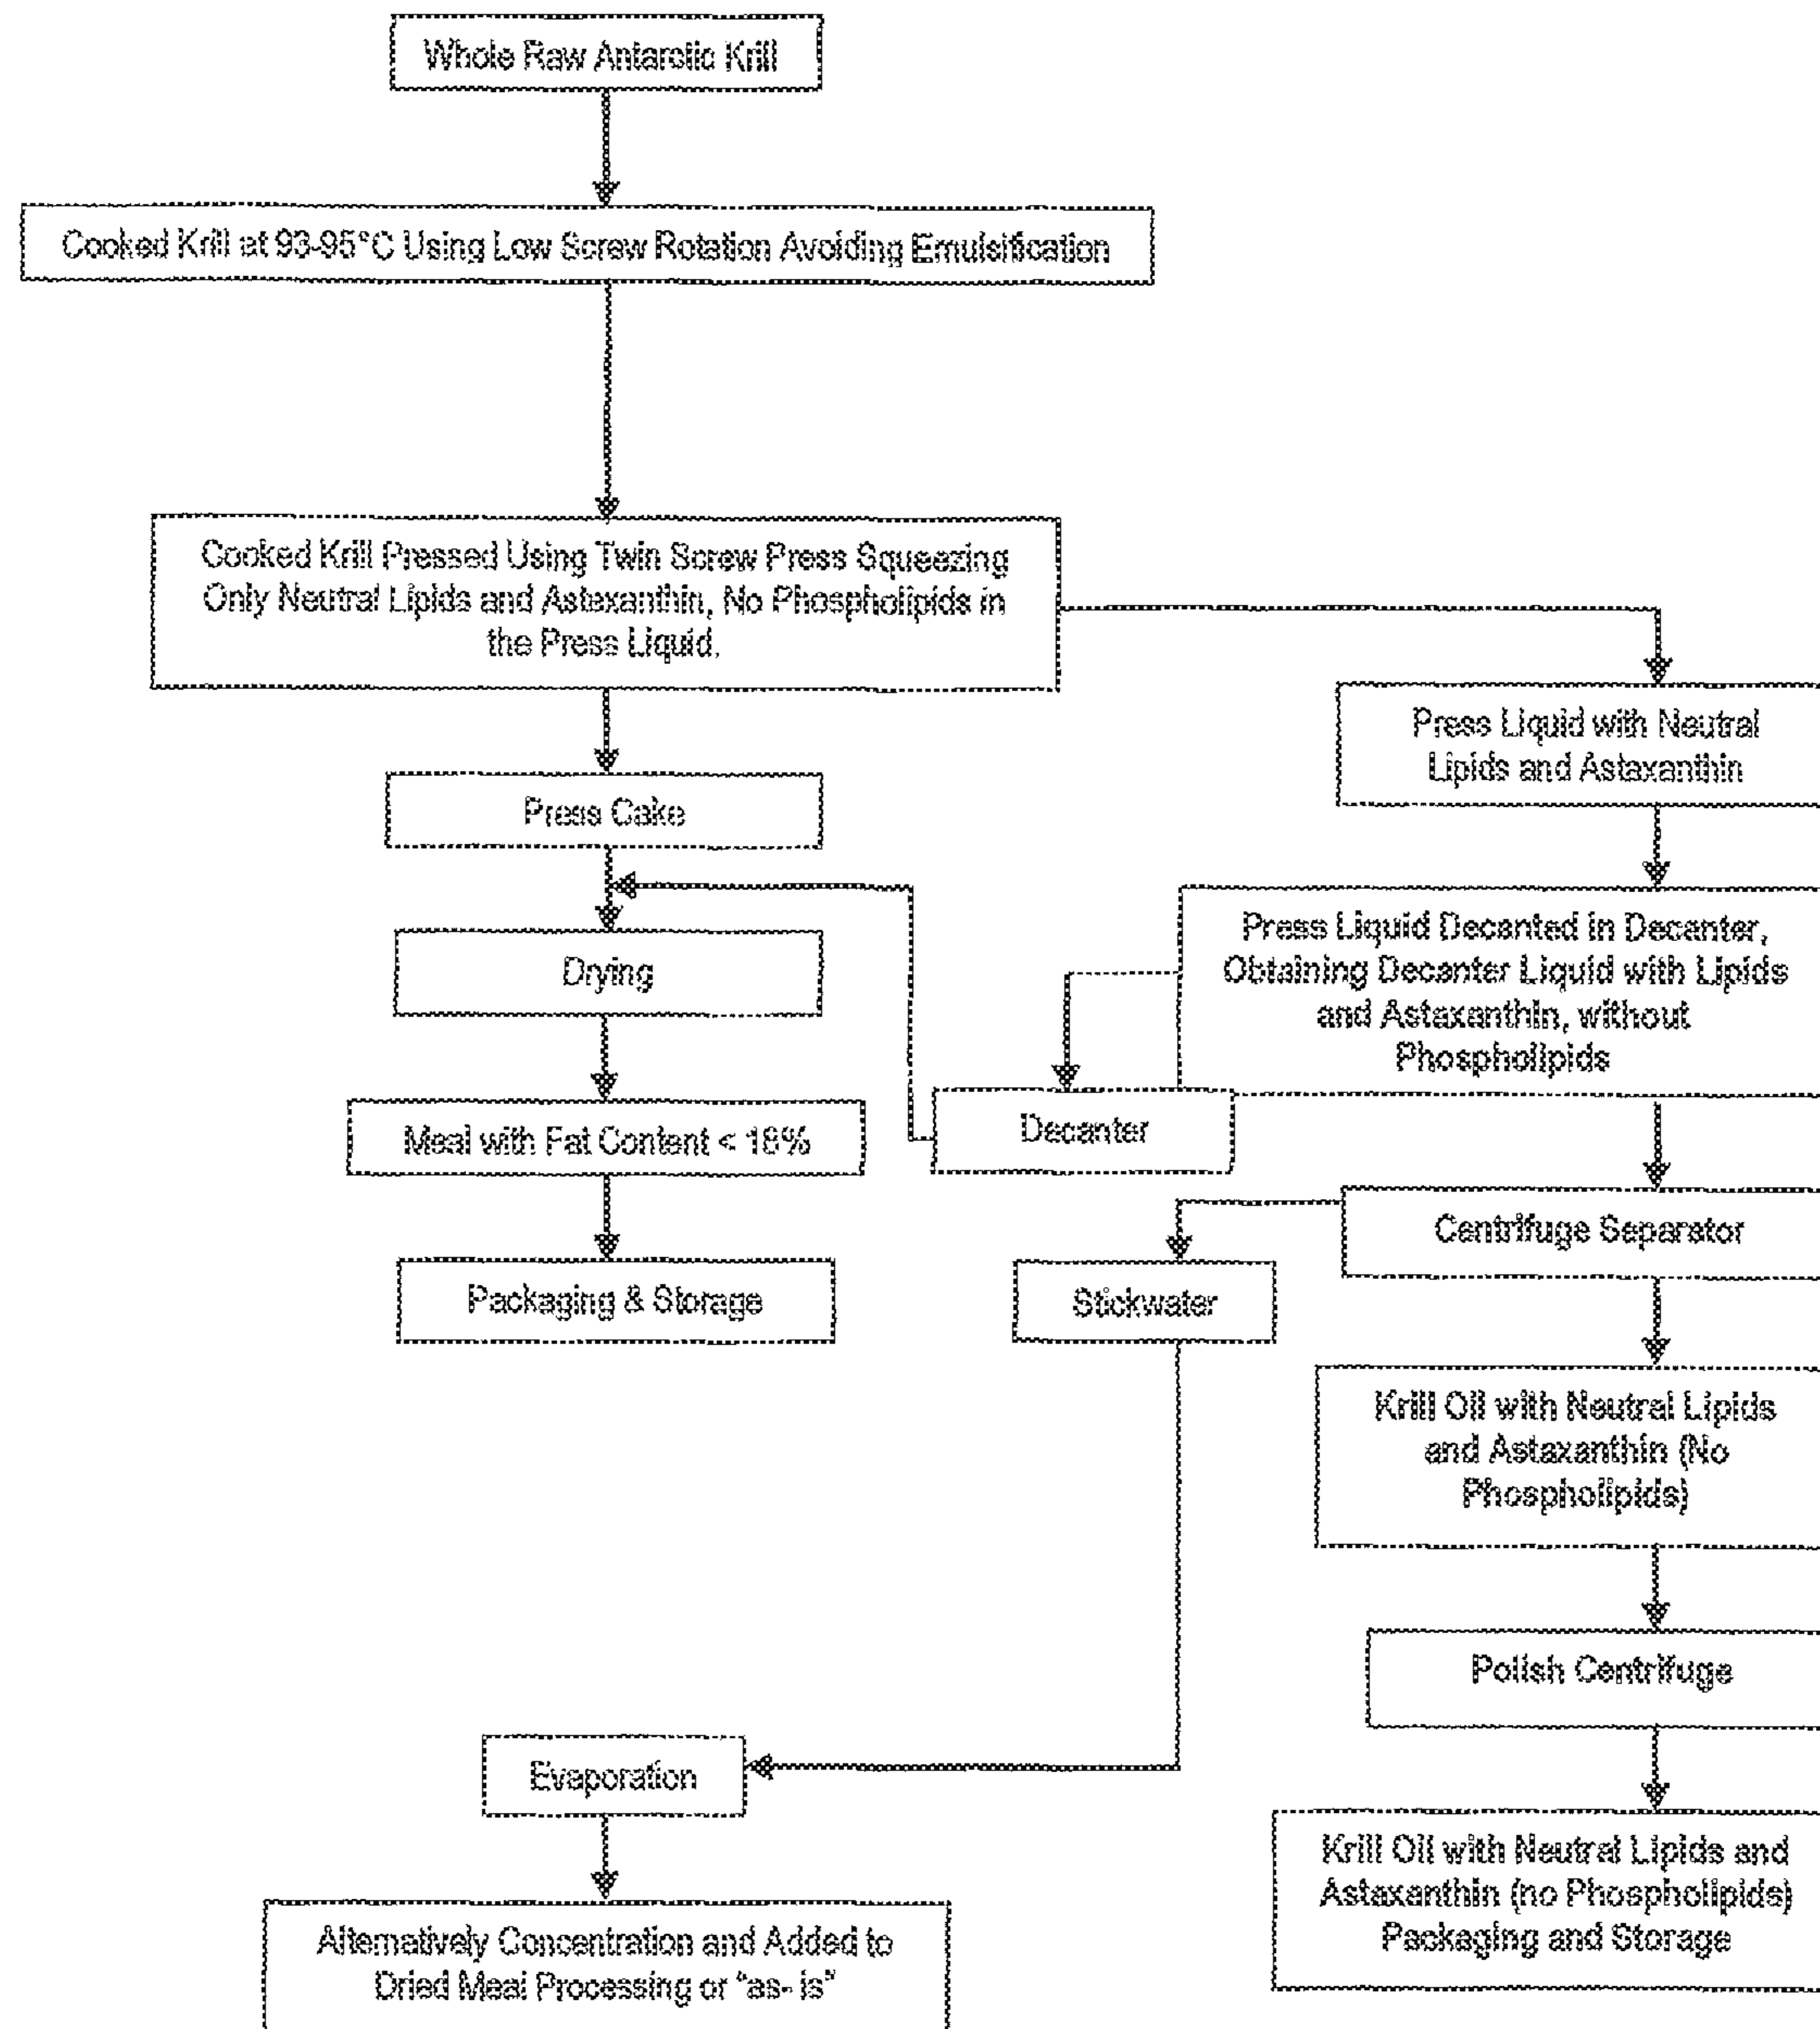 Whole Raw Antarctic Krill
Cooked Krill at 93-95°C Using Low Screw Rotation Avoiding Emulsification
Cooked Krill Pressed Using Twin Screw Press Squeezing
Only Neutral Lipids and Astaxanthin, No Phospholipids in
the Press Liquid.
Press Liquid with Neutral
Lipids and Astaxanthin
Press Cake
Press Liquid Decanted in Decanter,
Obtaining Decanter Liquid with Lipids
and Astaxanthin, without
Phospholipids
Drying
Decanter
Meal with Fat Content < 18%
Centrifuge Separator
Packaging & Storage
Stickwater
Krill Oil with Neutral Lipids
and Astaxanthin (No
Phospholipids)
Polish Centrifuge
Evaporation
Krill Oil with Neutral Lipids and
Astaxanthin (no Phospholipids)
Packaging and Storage
Alternatively Concentration and Added to
Dried Meal Processing or "as- is"